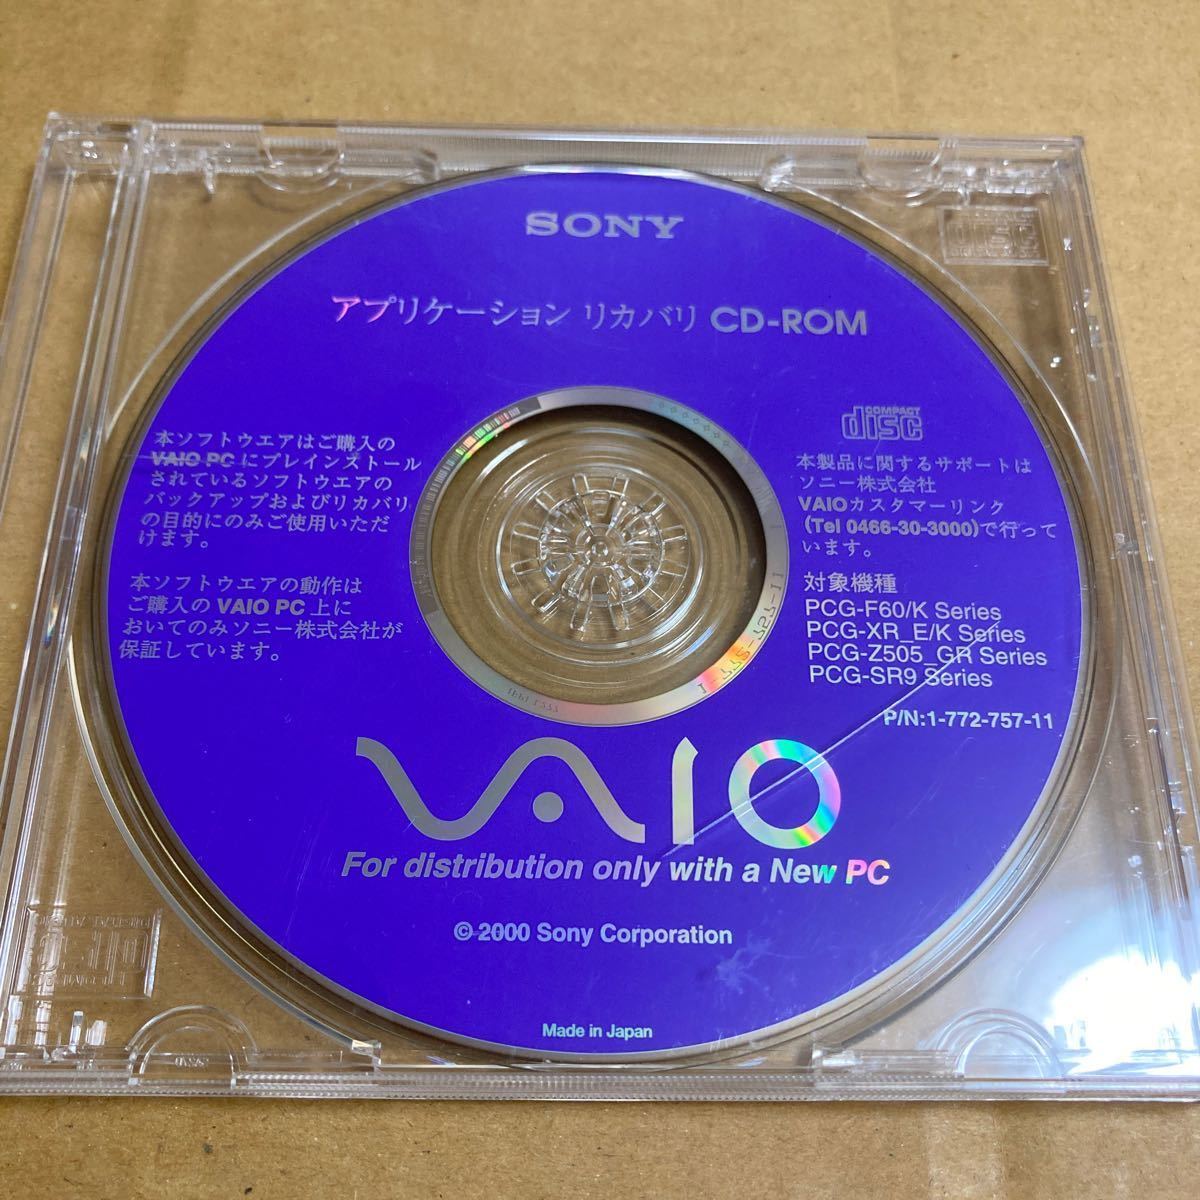 SONY
アプリケーション リカバリ CD-ROM
本ソフトウエアはご購入の
VAIO PC にプレインストール
されているソフトウエアの
バックアップおよびリカバリ
の目的にのみご使用いただ
けます。
本ソフトウエアの動作は
ご購入の VAIO PC 上に
おいてのみソニー株式会社が
保証しています。
COMPACT
disc
本製品に関するサポートは
ソニー株式会社
VAIOカスタマーリンク
(Tel 0466-30-3000)で行って
います。
対象機種
PCG-F60/K Series
PCG-XR_E/K Series
PCG-Z505_GR Series
PCG-SR9 Series
P/N:1-772-757-11
VAIO
For distribution only with a New PC
© 2000 Sony Corporation
Made in Japan
disc